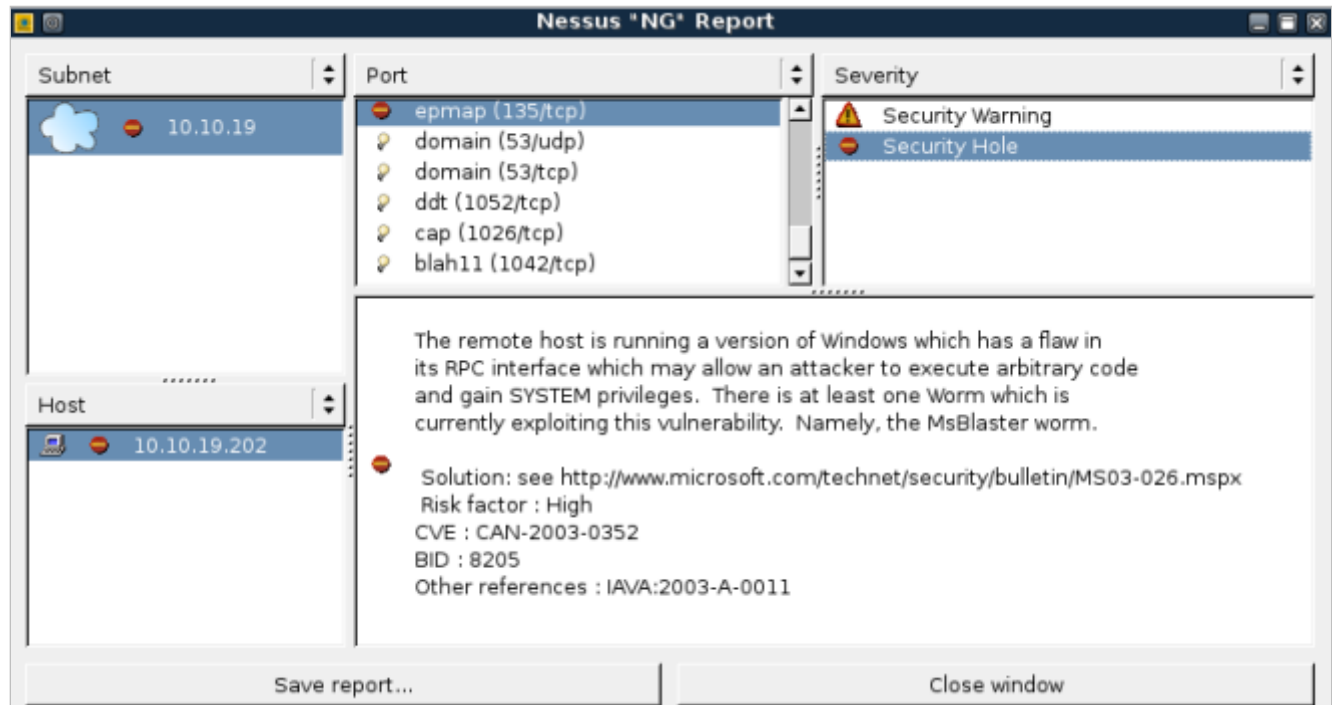 Nessus "NG" Report
Subnet
10.10.19
Port
epmap (135/tcp)
domain (53/udp)
domain (53/tcp)
ddt (1052/tcp)
cap (1026/tcp)
blah11 (1042/tcp)
Severity
Security Warning
Security Hole
Host
10.10.19.202
The remote host is running a version of Windows which has a flaw in
its RPC interface which may allow an attacker to execute arbitrary code
and gain SYSTEM privileges. There is at least one Worm which is
currently exploiting this vulnerability. Namely, the MsBlaster worm.
Solution: see http://www.microsoft.com/technet/security/bulletin/MS03-026.mspx
Risk factor : High
CVE : CAN-2003-0352
BID : 8205
Other references : IAVA:2003-A-0011
Save report...
Close window